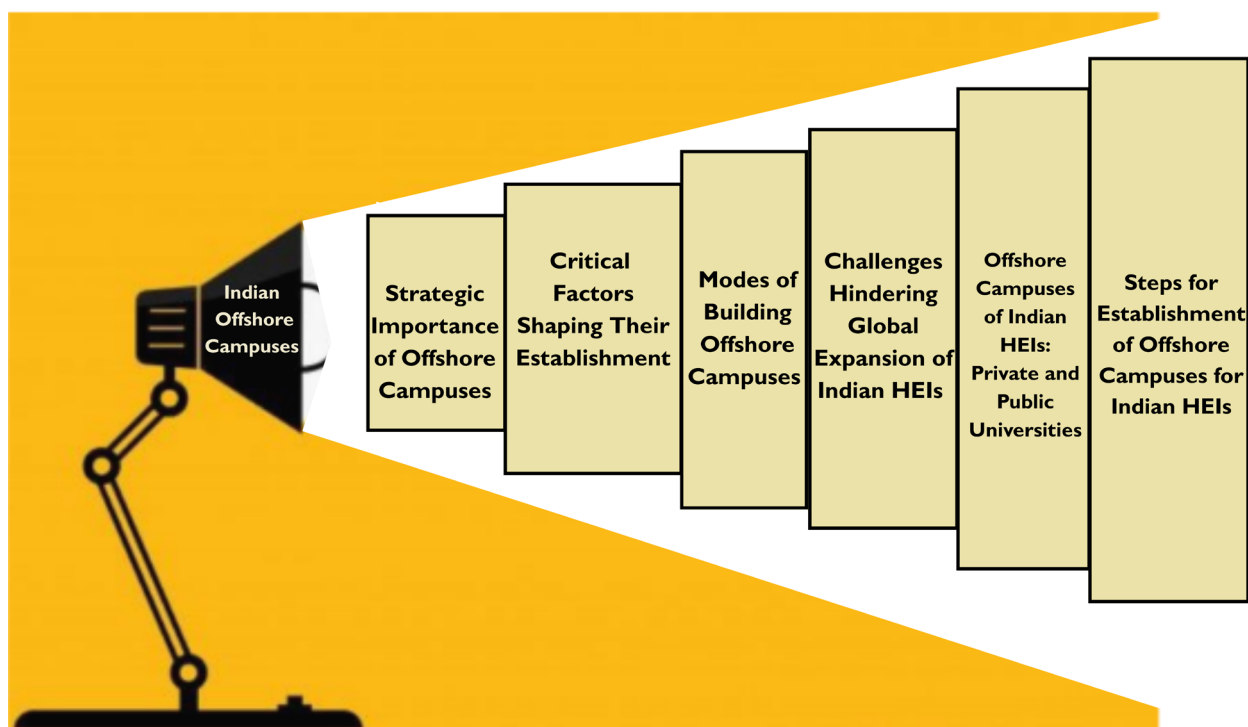 Indian
Offshore
Campuses
Strategic
Importance
of Offshore
Campuses
Critical
Factors
Shaping Their
Establishment
Modes of
Building
Offshore
Campuses
Challenges
Hindering
Global
Expansion of
Indian HEIs
Offshore
Campuses
of Indian
HEIs:
Private and
Public
Universities
Steps for
Establishment
of Offshore
Campuses for
Indian HEIs